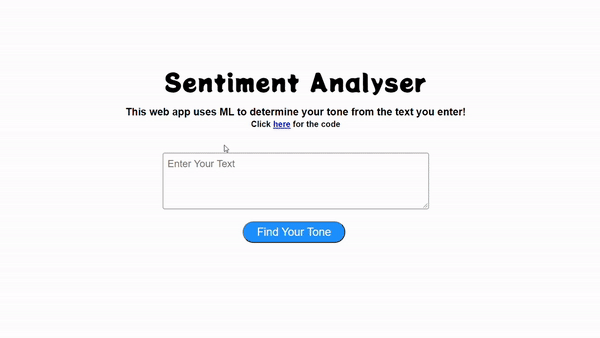 Sentiment Analyser
This web app uses ML to determine your tone from the text you enter!
Click here for the code
Enter Your Text
Find Your Tone